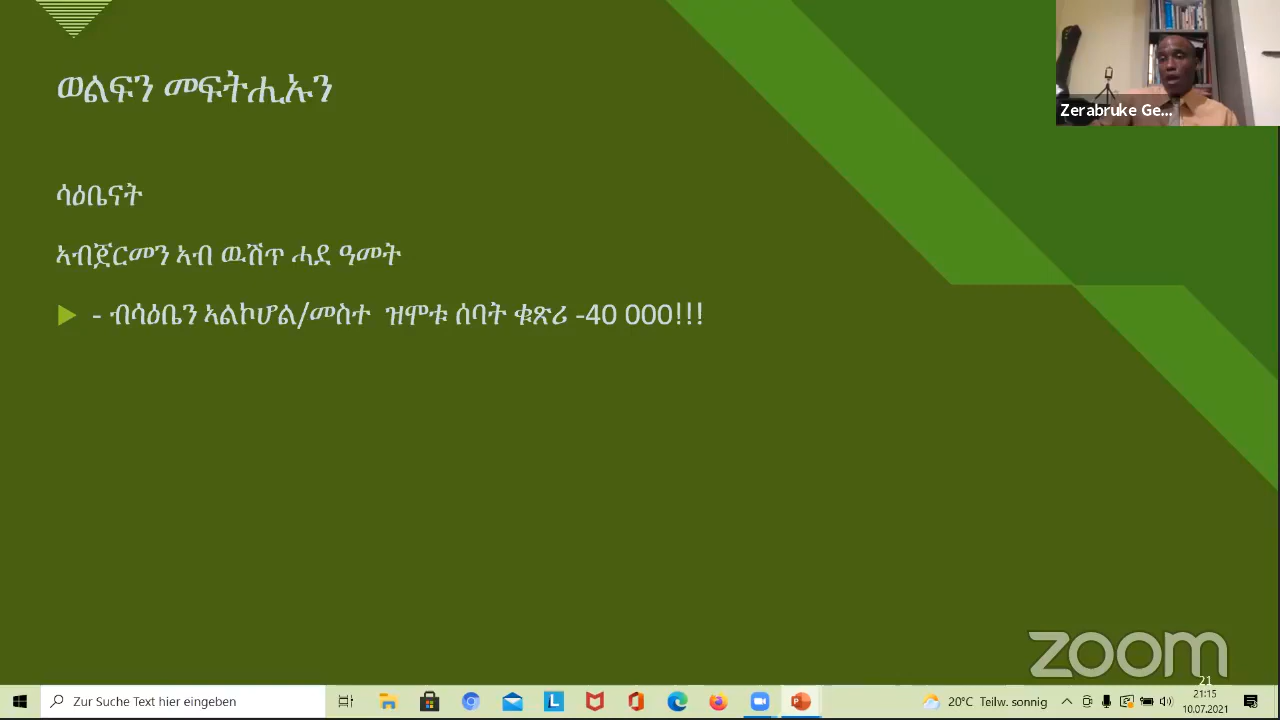 ወልፍን መፍትሒኡን
Zerabruke Ge...
ሳዕቤናት
ኣብጀርመን ኣብ ዉሽጥ ሓደ ዓመት
- ብሳዕቤን ኣልኮሆል/መስተ ዝሞቱ ሰባት ቁጽሪ -40 000!!!
zoom
21
Zur Suche Text hier eingeben
20°C Teilw. sonnig
21:15
10.07.2021